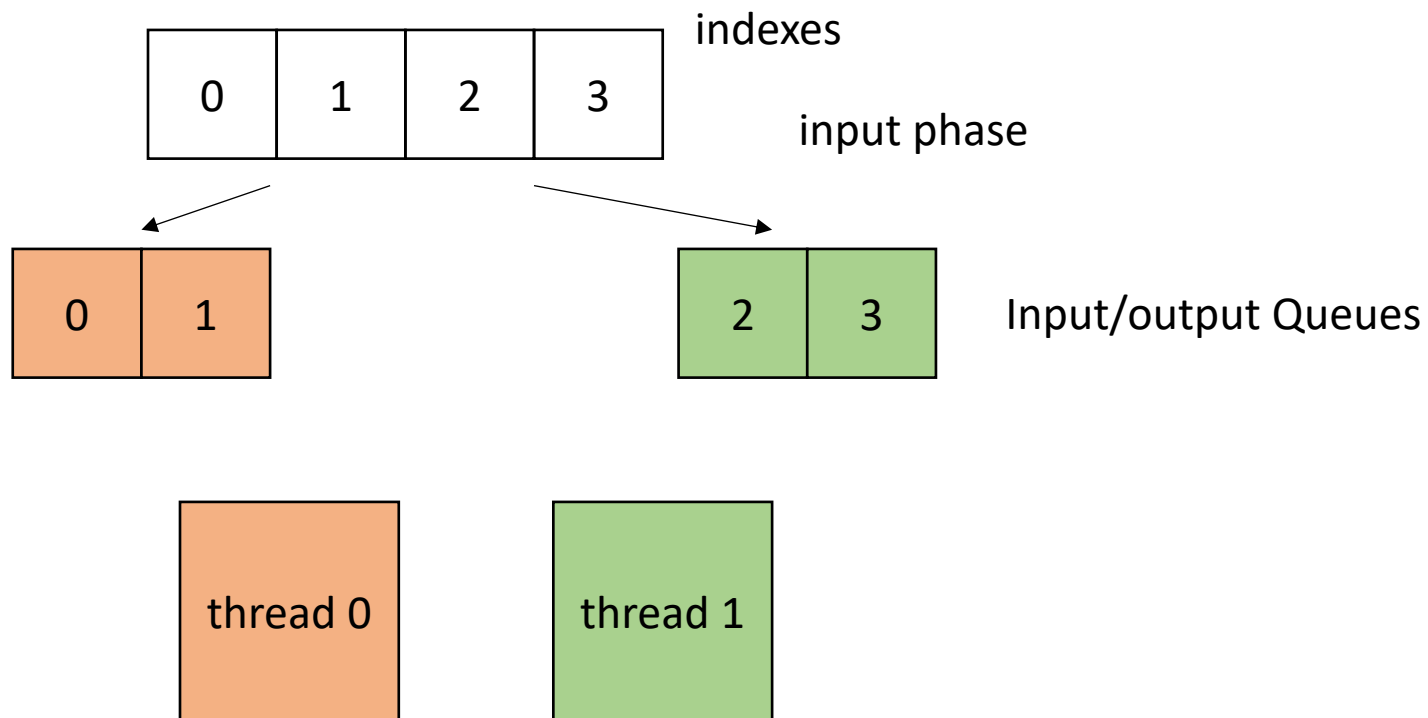 indexes
0 1 2 3
input phase
0 1 2 3 Input/output Queues
thread 0 thread 1